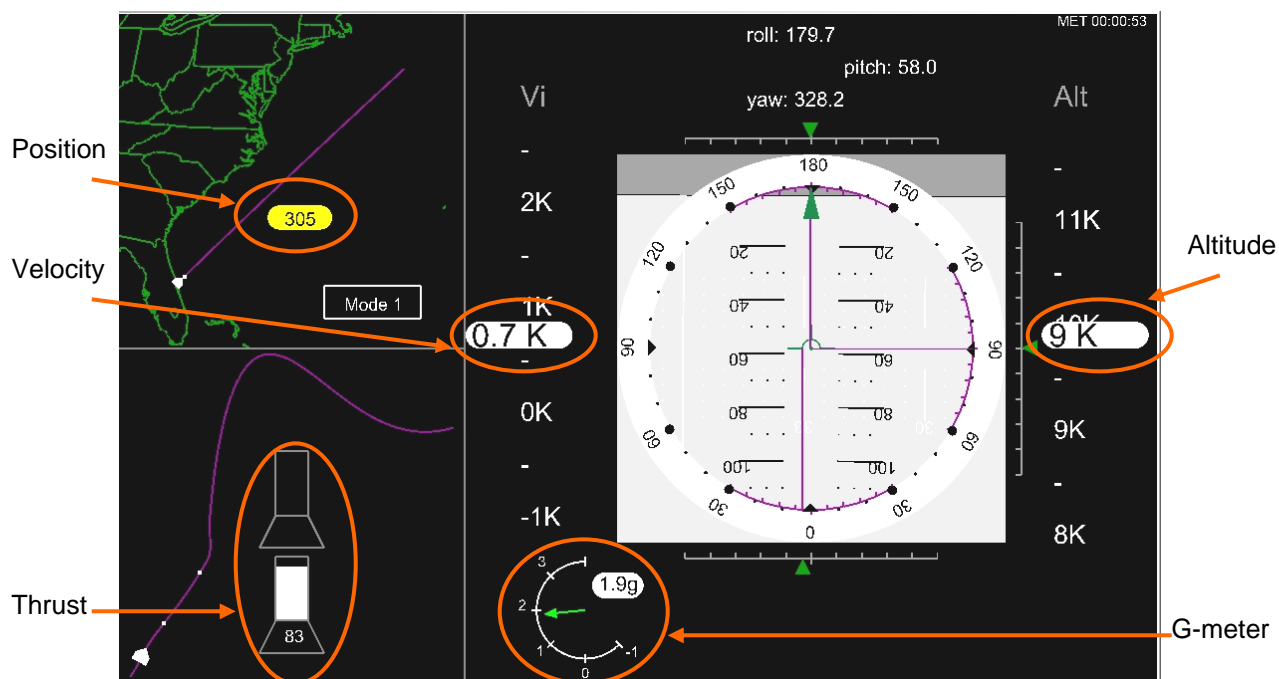 MET 00:00:53
roll: 179.7
pitch: 58.0
yaw: 328.2
Position
305
Mode 1
Velocity
Vi
-
2K
-
1K
0.7 K
-
0K
-
-1K
180
150
150
120
120
90
90
60
60
30
30
0
20
20
40
40
60
60
80
80
100
100
33
30
Alt
-
11K
-
10K
9 K
-
9K
-
8K
Altitude
Thrust
83
3
2
1
0
-1
1.9g
G-meter